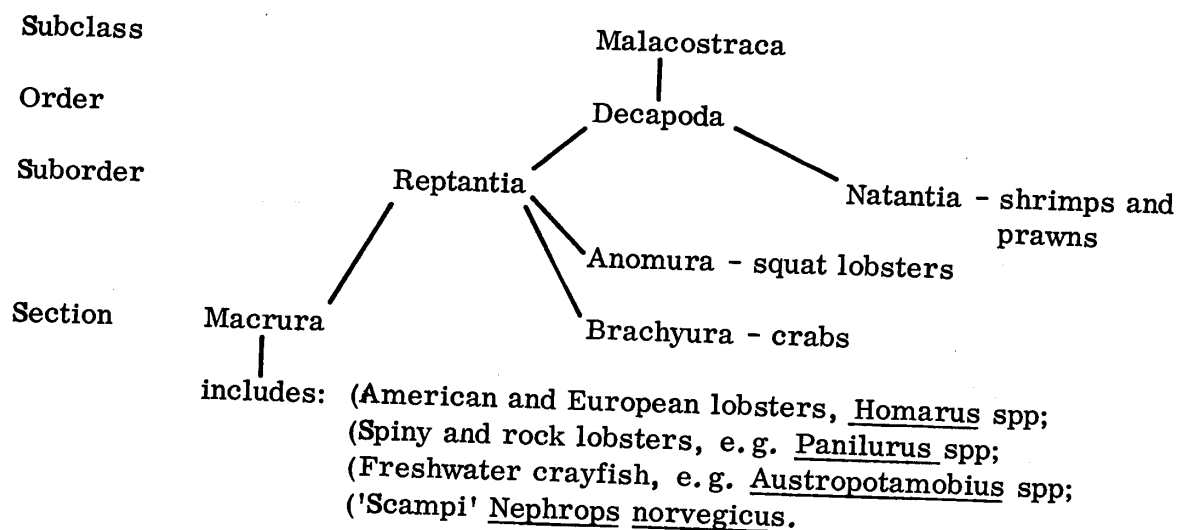 Subclass Malacostraca
Order Decapoda
Suborder Reptantia
Natantia - shrimps and
prawns
Anomura - squat lobsters
Section Macrura
Brachyura - crabs
includes: (American and European lobsters, Homarus spp;
(Spiny and rock lobsters, e.g. Panilurus spp;
(Freshwater crayfish, e.g. Austropotamobius spp;
('Scampi' Nephrops norvegicus.